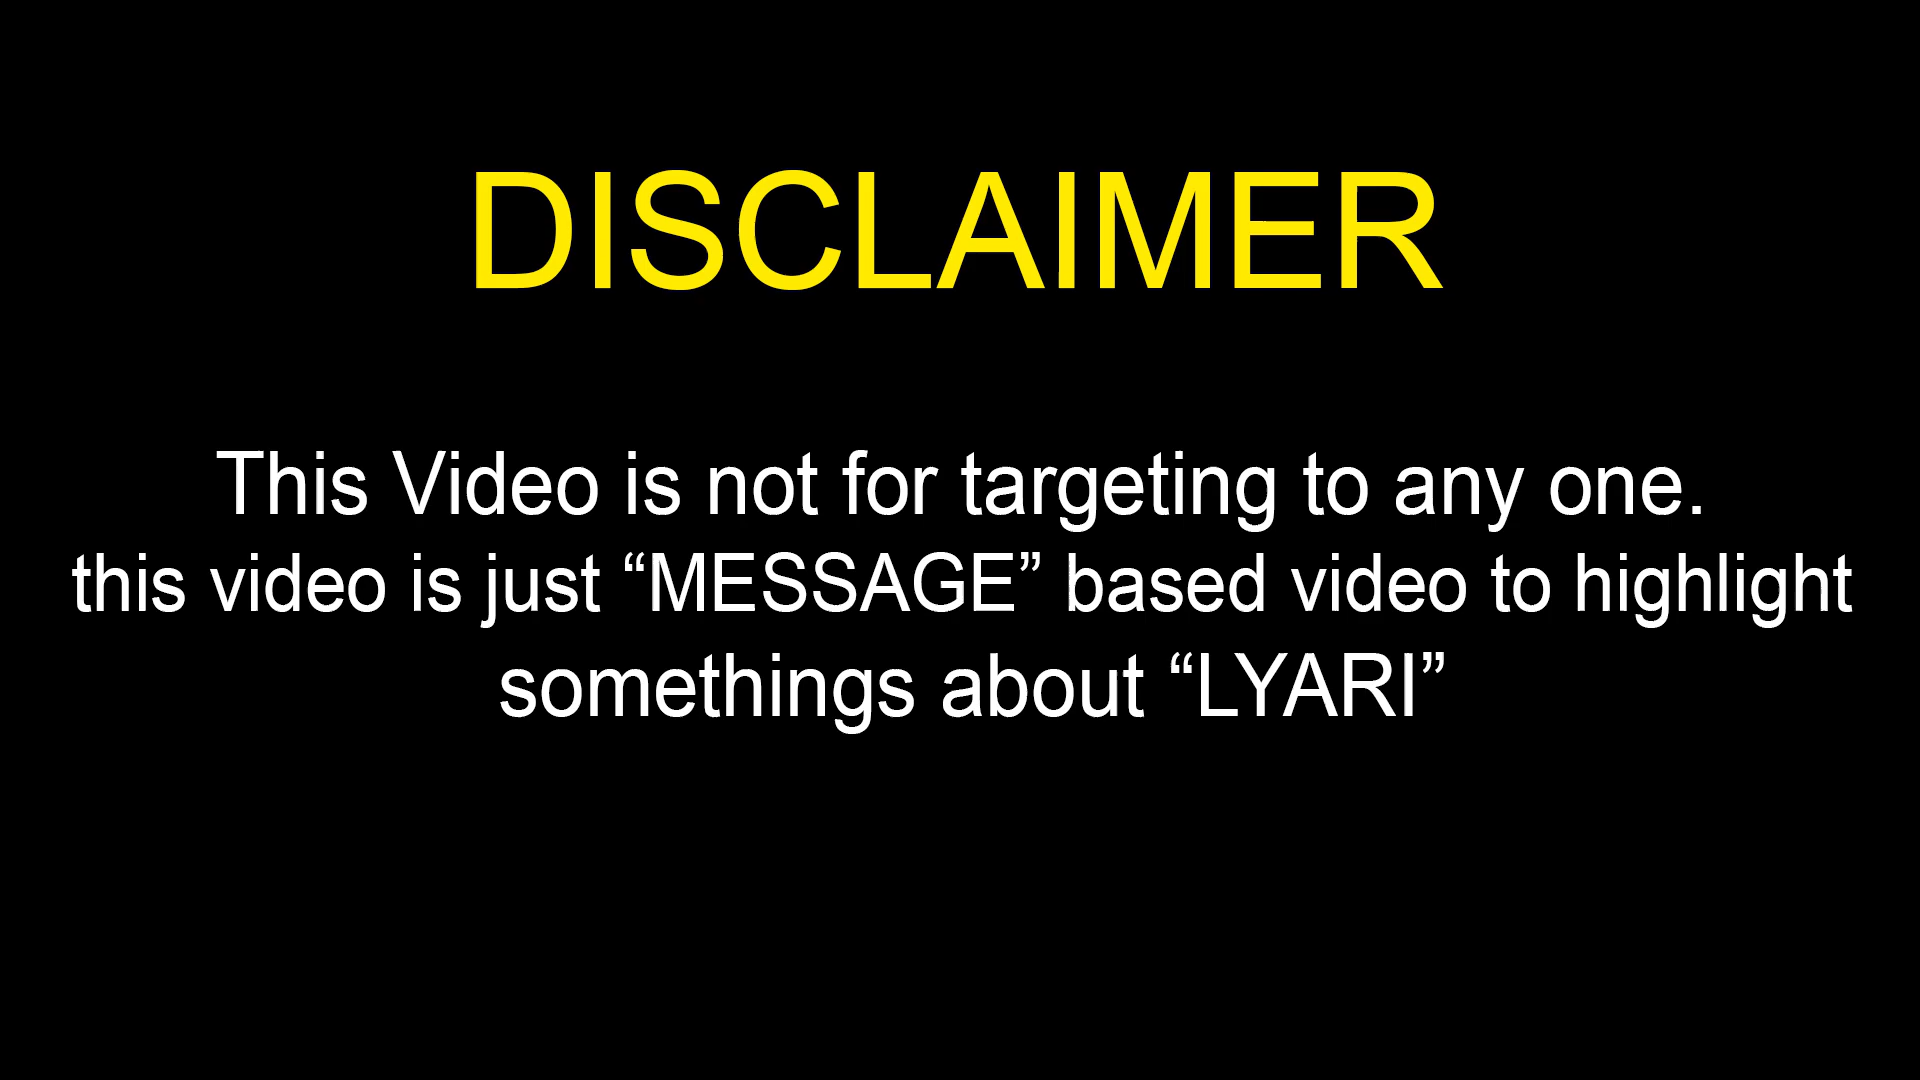 DISCLAIMER
This Video is not for targeting to any one.
this video is just “MESSAGE” based video to highlight
somethings about “LYARI”